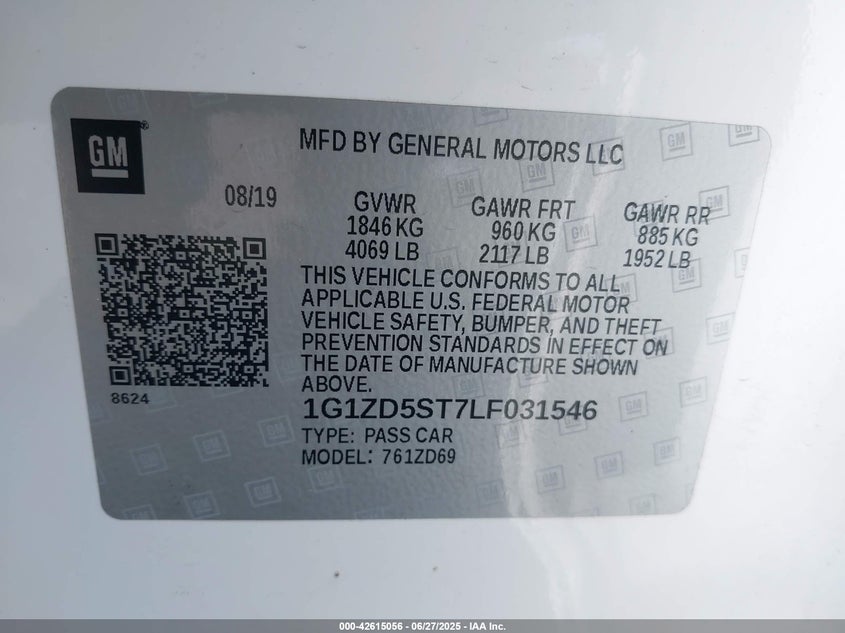 GM
MFD BY GENERAL MOTORS LLC
08/19
GVWR
1846 KG
4069 LB
GAWR FRT
960 KG
2117 LB
GAWR RR
885 KG
1952 LB
THIS VEHICLE CONFORMS TO ALL
APPLICABLE U.S. FEDERAL MOTOR
VEHICLE SAFETY, BUMPER, AND THEFT
PREVENTION STANDARDS IN EFFECT ON
THE DATE OF MANUFACTURE SHOWN
ABOVE.
8624
1G1ZD5ST7LF031546
TYPE: PASS CAR
MODEL: 761ZD69
000-42615056 - 06/27/2025 - IAA Inc.